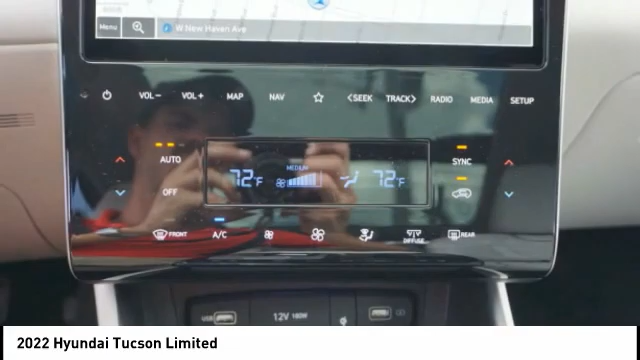 Menu W New Haven Ave
VOL− VOL+ MAP NAV <SEEK TRACK> RADIO MEDIA SETUP
AUTO SYNC
MEDIUM
72°F 72°F
OFF
FRONT A/C DIFFUSE REAR
USB 12V 180W
2022 Hyundai Tucson Limited